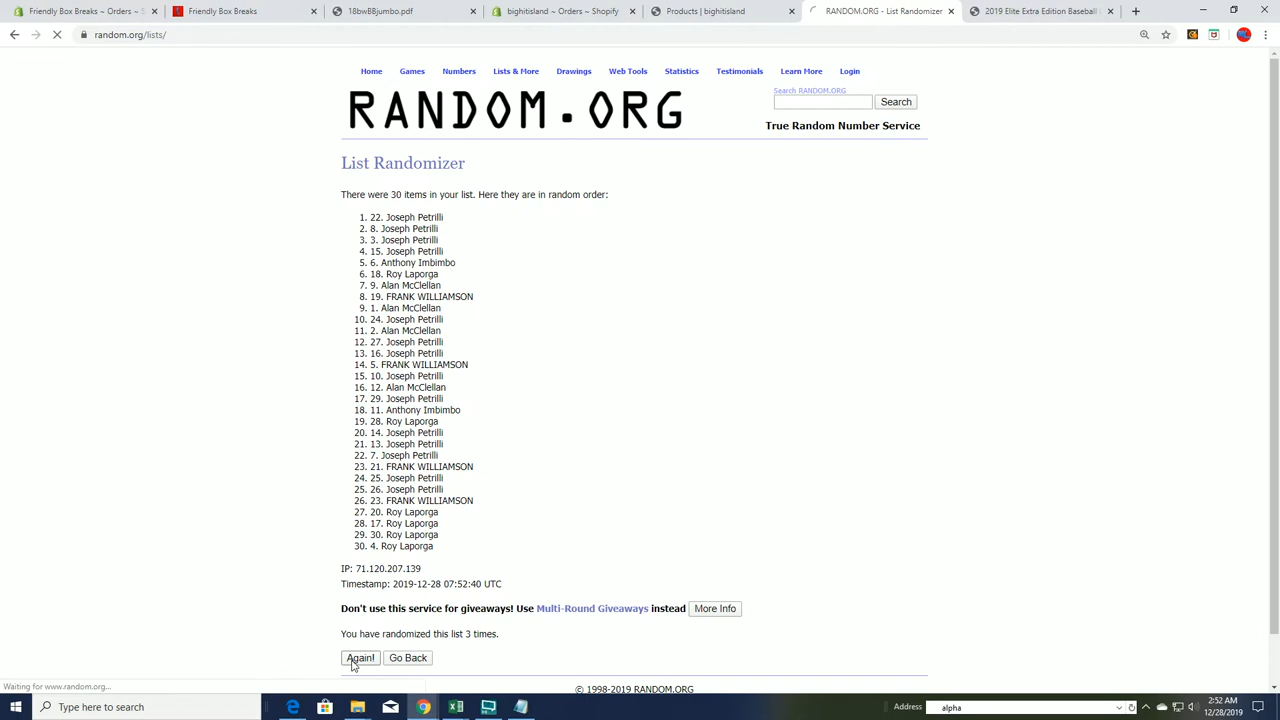 Friendly Book Breaks ~ Orders ~ S
Friendly Book Breaks
18wwBBjumbo.pdf
bigtwinhit ~ Orders ~ Shopify
Products | bigtwinhit
RANDOM.ORG - List Randomizer
2019 Elite Extra Edition Baseball
random.org/lists/
Home Games Numbers Lists & More Drawings Web Tools Statistics Testimonials Learn More Login
Search RANDOM.ORG
RANDOM.ORG
Search
True Random Number Service
List Randomizer
There were 30 items in your list. Here they are in random order:
1. 22. Joseph Petrilli
2. 8. Joseph Petrilli
3. 3. Joseph Petrilli
4. 15. Joseph Petrilli
5. 6. Anthony Imbimbo
6. 18. Roy Laporga
7. 9. Alan McClellan
8. 19. FRANK WILLIAMSON
9. 1. Alan McClellan
10. 24. Joseph Petrilli
11. 2. Alan McClellan
12. 27. Joseph Petrilli
13. 16. Joseph Petrilli
14. 5. FRANK WILLIAMSON
15. 10. Joseph Petrilli
16. 12. Alan McClellan
17. 29. Joseph Petrilli
18. 11. Anthony Imbimbo
19. 28. Roy Laporga
20. 14. Joseph Petrilli
21. 13. Joseph Petrilli
22. 7. Joseph Petrilli
23. 21. FRANK WILLIAMSON
24. 25. Joseph Petrilli
25. 26. Joseph Petrilli
26. 23. FRANK WILLIAMSON
27. 20. Roy Laporga
28. 17. Roy Laporga
29. 30. Roy Laporga
30. 4. Roy Laporga
IP: 71.120.207.139
Timestamp: 2019-12-28 07:52:40 UTC
Don't use this service for giveaways! Use Multi-Round Giveaways instead More Info
You have randomized this list 3 times.
Again! Go Back
Waiting for www.random.org...
© 1998-2019 RANDOM.ORG
Type here to search
Address alpha
2:52 AM
12/28/2019